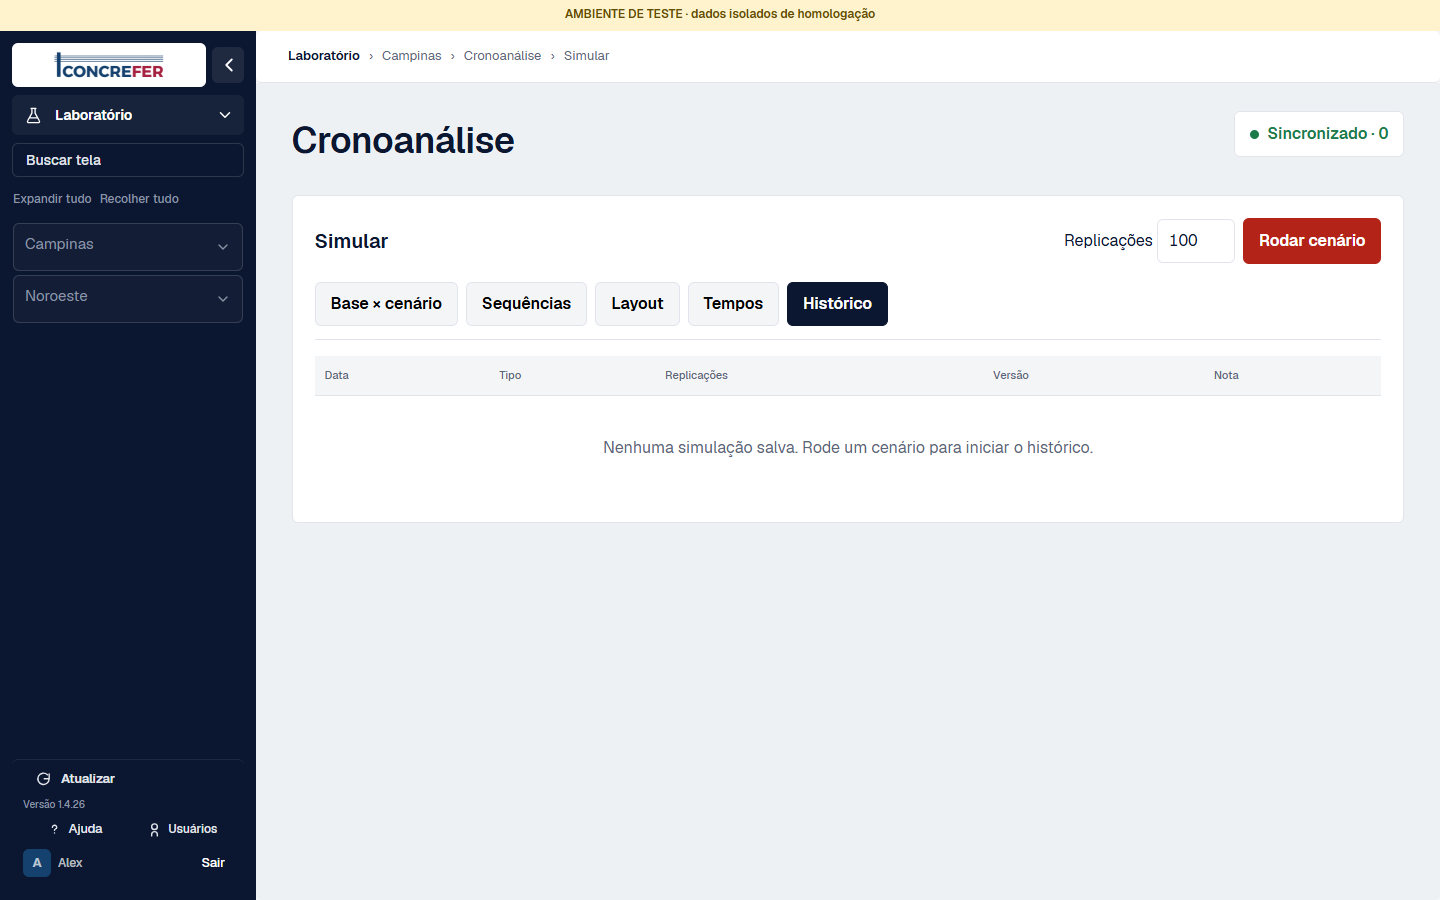 AMBIENTE DE TESTE · dados isolados de homologação
CONCREFER
Laboratório
Buscar tela
Expandir tudo Recolher tudo
Campinas
Noroeste
Atualizar
Versão 1.4.26
? Ajuda Usuários
A Alex Sair
Laboratório › Campinas › Cronoanálise › Simular
Cronoanálise
Sincronizado · 0
Simular
Replicações 100 Rodar cenário
Base × cenário Sequências Layout Tempos Histórico
Data Tipo Replicações Versão Nota
Nenhuma simulação salva. Rode um cenário para iniciar o histórico.